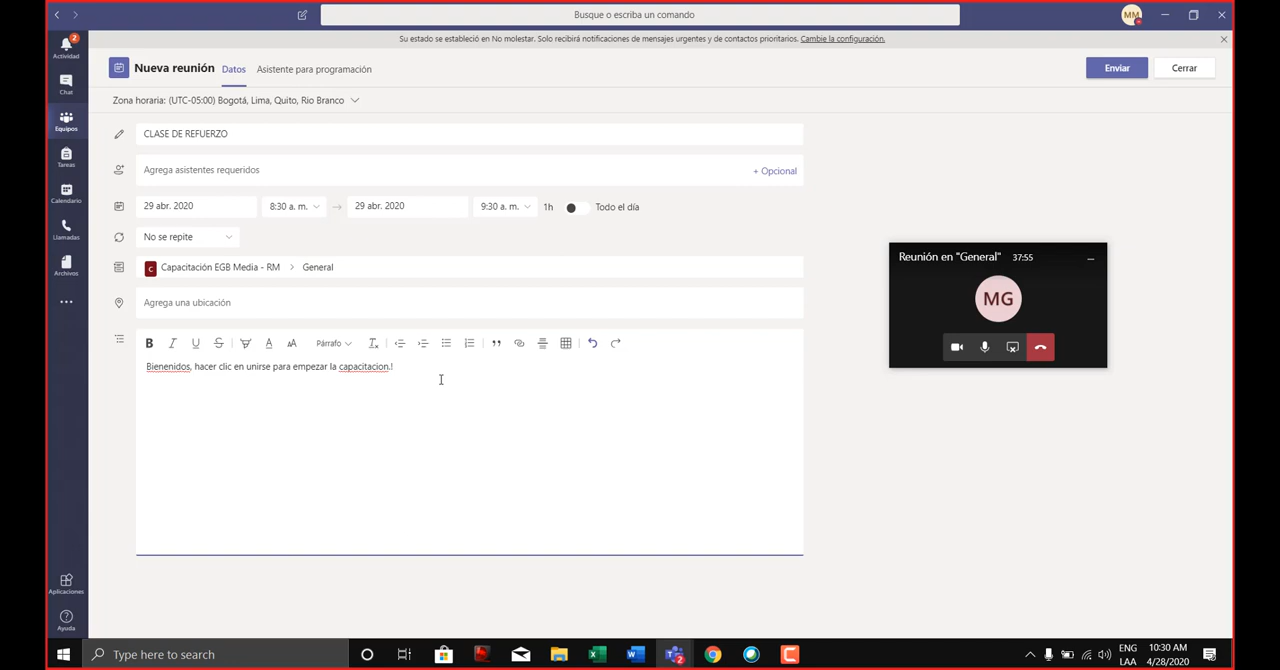 Busque o escriba un comando
MM
Su estado se estableció en No molestar. Solo recibirá notificaciones de mensajes urgentes y de contactos prioritarios. Cambie la configuración.
2
Actividad
Chat
Equipos
Tareas
Calendario
Llamadas
Archivos
Aplicaciones
Ayuda
Nueva reunión Datos Asistente para programación
Enviar Cerrar
Zona horaria: (UTC-05:00) Bogotá, Lima, Quito, Rio Branco
CLASE DE REFUERZO
Agrega asistentes requeridos + Opcional
29 abr. 2020 8:30 a. m. → 29 abr. 2020 9:30 a. m. 1h Todo el día
No se repite
c Capacitación EGB Media - RM > General
Agrega una ubicación
B I U S A AA Párrafo
Bienenidos, hacer clic en unirse para empezar la capacitacion.!
Reunión en "General" 37:55
MG
Type here to search
2
ENG 10:30 AM
LAA 4/28/2020